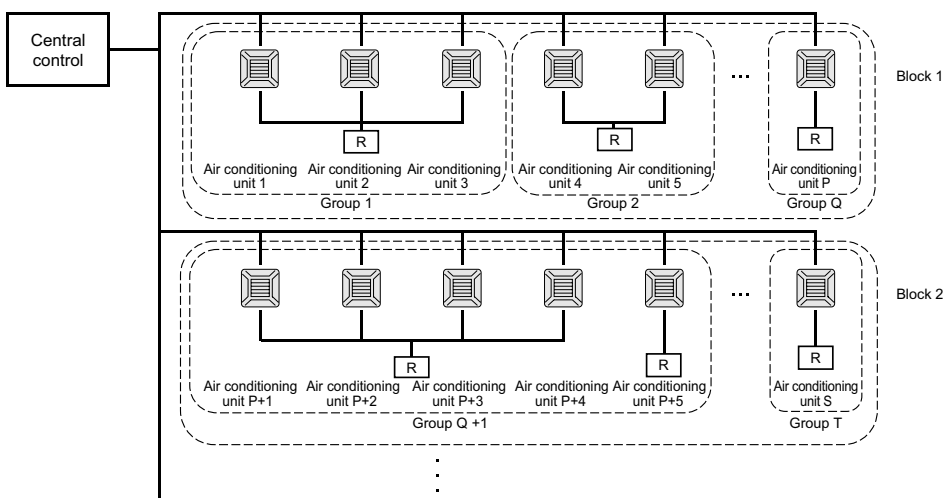 Central
control
Block 1
R
R
R
Air conditioning
unit 1
Air conditioning
unit 2
Air conditioning
unit 3
Air conditioning
unit 4
Air conditioning
unit 5
Air conditioning
unit P
Group 1
Group 2
Group Q
Block 2
R
R
R
Air conditioning
unit P+1
Air conditioning
unit P+2
Air conditioning
unit P+3
Air conditioning
unit P+4
Air conditioning
unit P+5
Air conditioning
unit S
Group Q +1
Group T